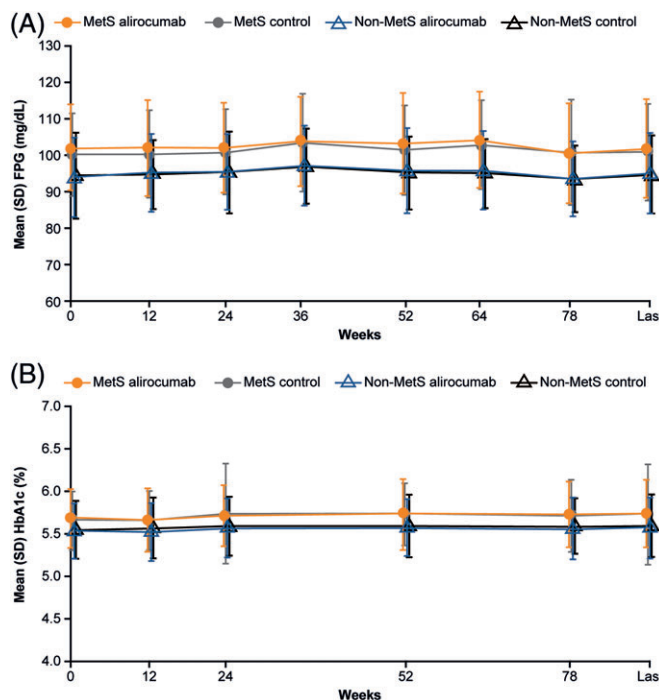 (A)
MetS alirocumab MetS control Non-MetS alirocumab Non-MetS control
Mean (SD) FPG (mg/dL)
130
120
110
100
90
80
70
60
0 12 24 36 52 64 78 Las
Weeks
(B)
MetS alirocumab MetS control Non-MetS alirocumab Non-MetS control
Mean (SD) HbA1c (%)
7.0
6.5
6.0
5.5
5.0
4.5
4.0
0 12 24 52 78 Las
Weeks